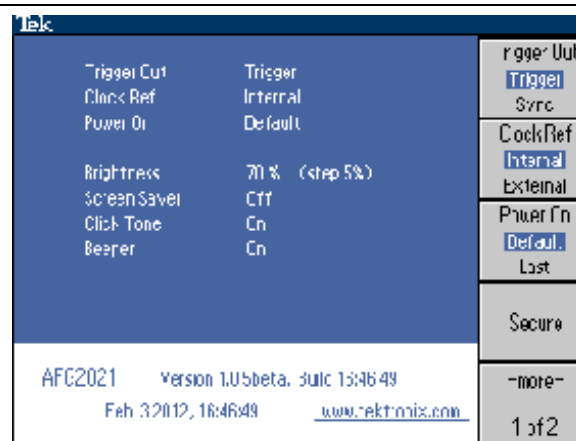 Tek
Trigger Out Trigger
Clock Ref Internal
Power On Default
Brightness 70 % (step 5%)
Screen Saver Off
Click Tone On
Beeper On
AFG2021 Version 1.0.5beta, Build 16:46:49
Feb 3 2012, 16:46:49 www.tektronix.com
Trigger Out
Trigger
Sync
Clock Ref
Internal
External
Power On
Default
Last
Secure
-more-
1 of 2